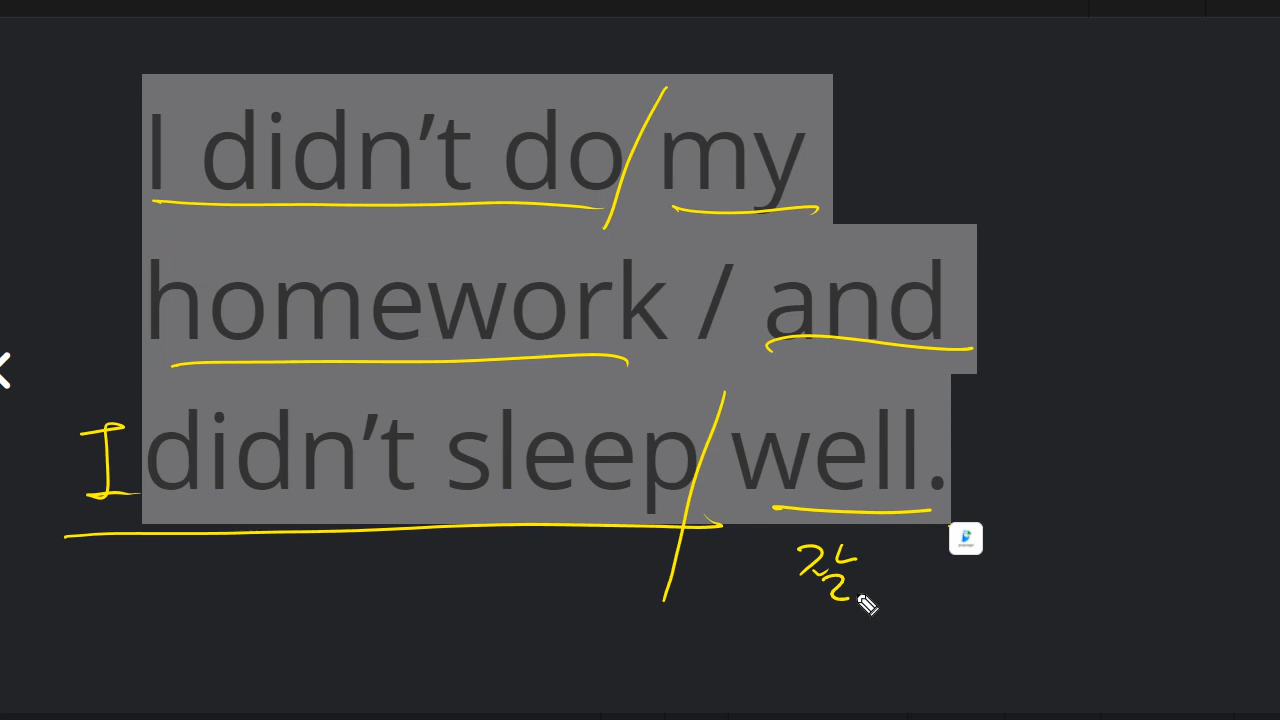 I didn’t do / my
homework / and
I didn’t sleep / well.